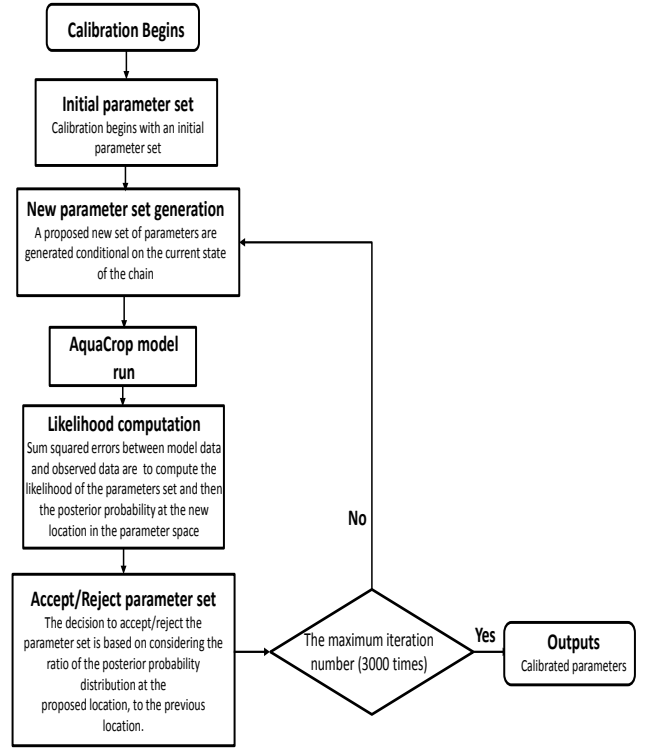 Calibration Begins
Initial parameter set
Calibration begins with an initial
parameter set
New parameter set generation
A proposed new set of parameters are
generated conditional on the current state
of the chain
AquaCrop model
run
Likelihood computation
Sum squared errors between model data
and observed data are to compute the
likelihood of the parameters set and then
the posterior probability at the new
location in the parameter space
Accept/Reject parameter set
The decision to accept/reject the
parameter set is based on considering the
ratio of the posterior probability
distribution at the
proposed location, to the previous
location.
The maximum iteration
number (3000 times)
No
Yes
Outputs
Calibrated parameters